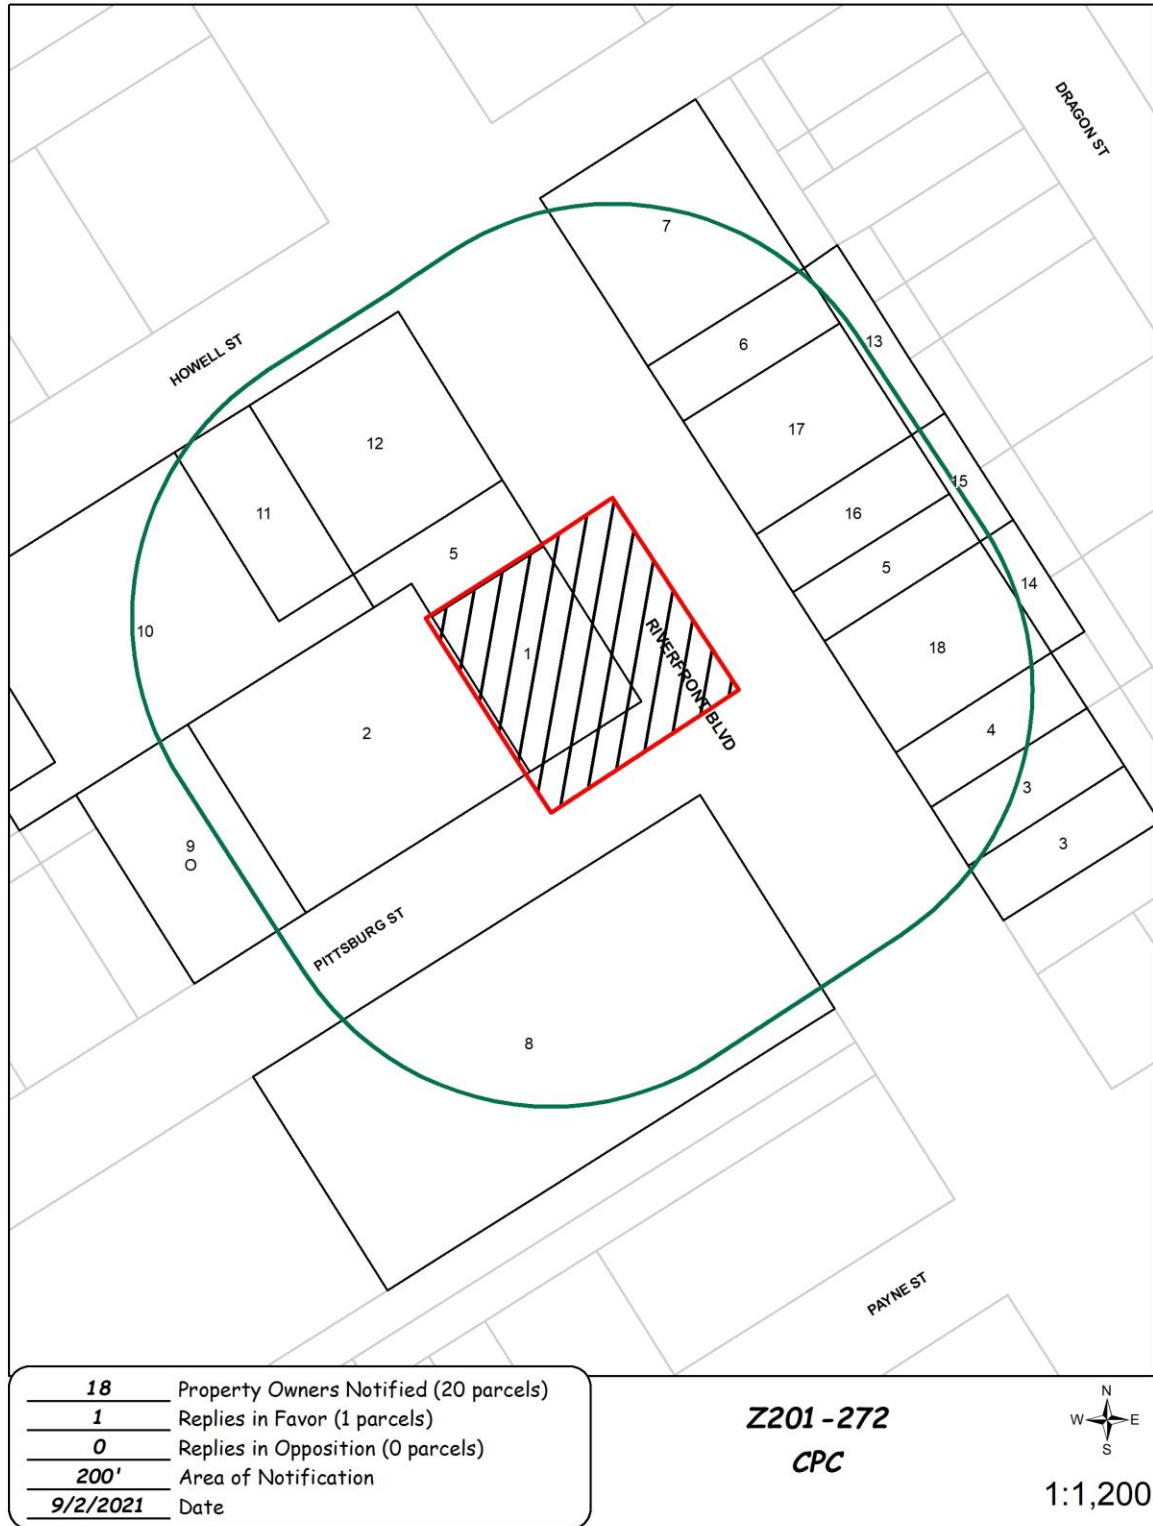 DRAGON ST
7
HOWELL ST
6
13
12
17
11
15
16
5
5
14
10
1
RIVERFRONT BLVD
18
2
4
3
9
O
3
PITTSBURG ST
8
PAYNE ST
18 Property Owners Notified (20 parcels)
1 Replies in Favor (1 parcels)
0 Replies in Opposition (0 parcels)
200' Area of Notification
9/2/2021 Date
Z201-272
CPC
N
W E
S
1:1,200